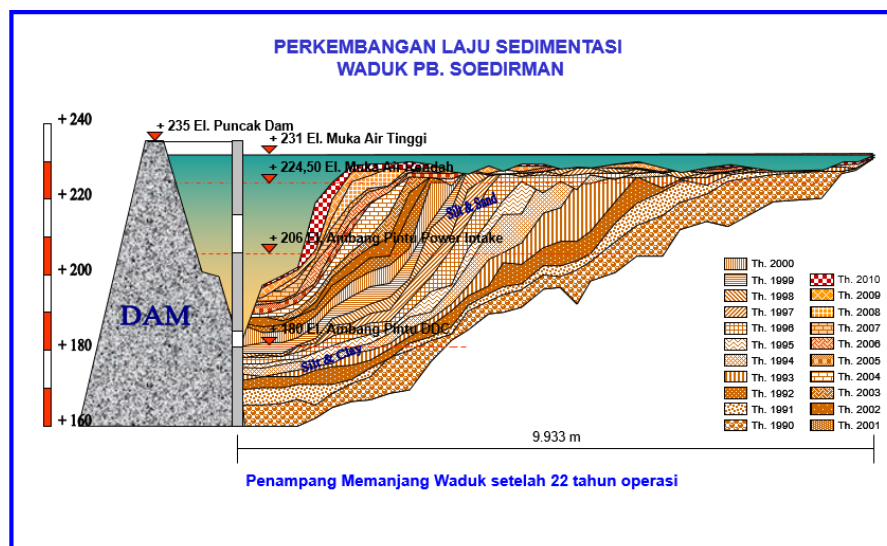 PERKEMBANGAN LAJU SEDIMENTASI
WADUK PB. SOEDIRMAN
+ 240
+ 220
+ 200
+ 180
+ 160
+ 235 El. Puncak Dam
+ 231 El. Muka Air Tinggi
+ 224,50 El. Muka Air Rendah
+ 206 El. Ambang Pintu Power Intake
+ 180 El. Ambang Pintu DDC
Silt & Sand
Silt & Clay
DAM
Th. 2000
Th. 1999
Th. 1998
Th. 1997
Th. 1996
Th. 1995
Th. 1994
Th. 1993
Th. 1992
Th. 1991
Th. 1990
Th. 2010
Th. 2009
Th. 2008
Th. 2007
Th. 2006
Th. 2005
Th. 2004
Th. 2003
Th. 2002
Th. 2001
9.933 m
Penampang Memanjang Waduk setelah 22 tahun operasi